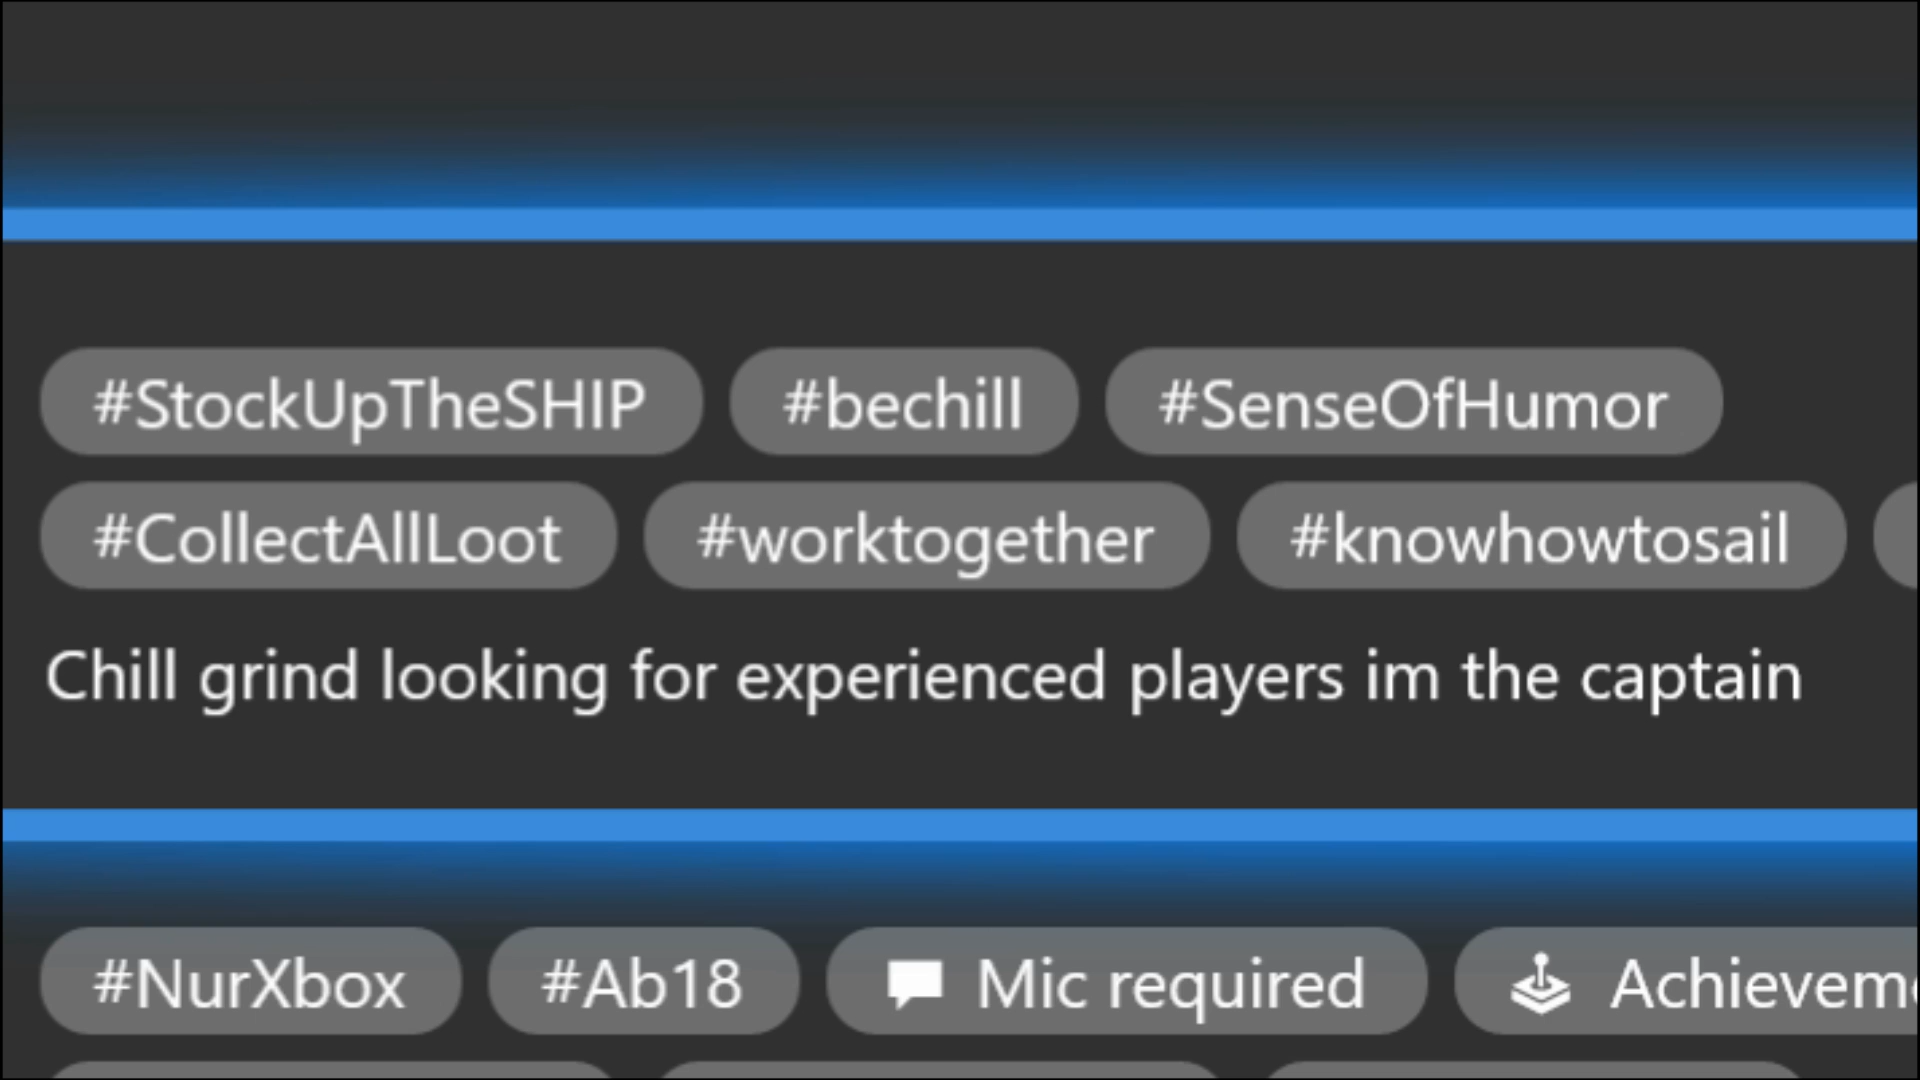 #StockUpTheSHIP #bechill #SenseOfHumor
#CollectAllLoot #worktogether #knowhowtosail
Chill grind looking for experienced players im the captain
#NurXbox #Ab18 Mic required Achievem